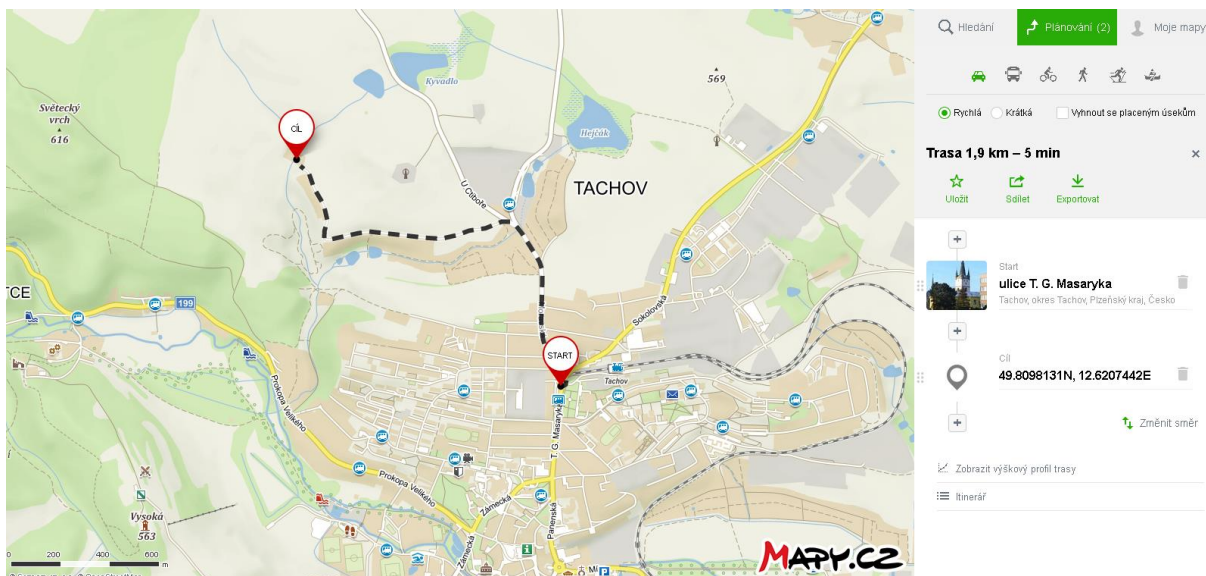 Světecký
vrch
616
Kyvadlo
569
Hejčák
CÍL
U Ctiboře
TACHOV
199
Sokolovská
START
Tachov
T. G. Masaryka
Prokopa Velikého
Prokopa Velikého
Zámecká
Zámecká
Panenská
Vysoká
563
TCE
0 200 400 600
m
Mapy.cz
Hledání
Plánování (2)
Moje mapy
Rychlá
Krátká
Vyhnout se placeným úsekům
Trasa 1,9 km – 5 min
×
Uložit
Sdílet
Exportovat
Start
ulice T. G. Masaryka
Tachov, okres Tachov, Plzeňský kraj, Česko
Cíl
49.8098131N, 12.6207442E
Změnit směr
Zobrazit výškový profil trasy
Itinerář